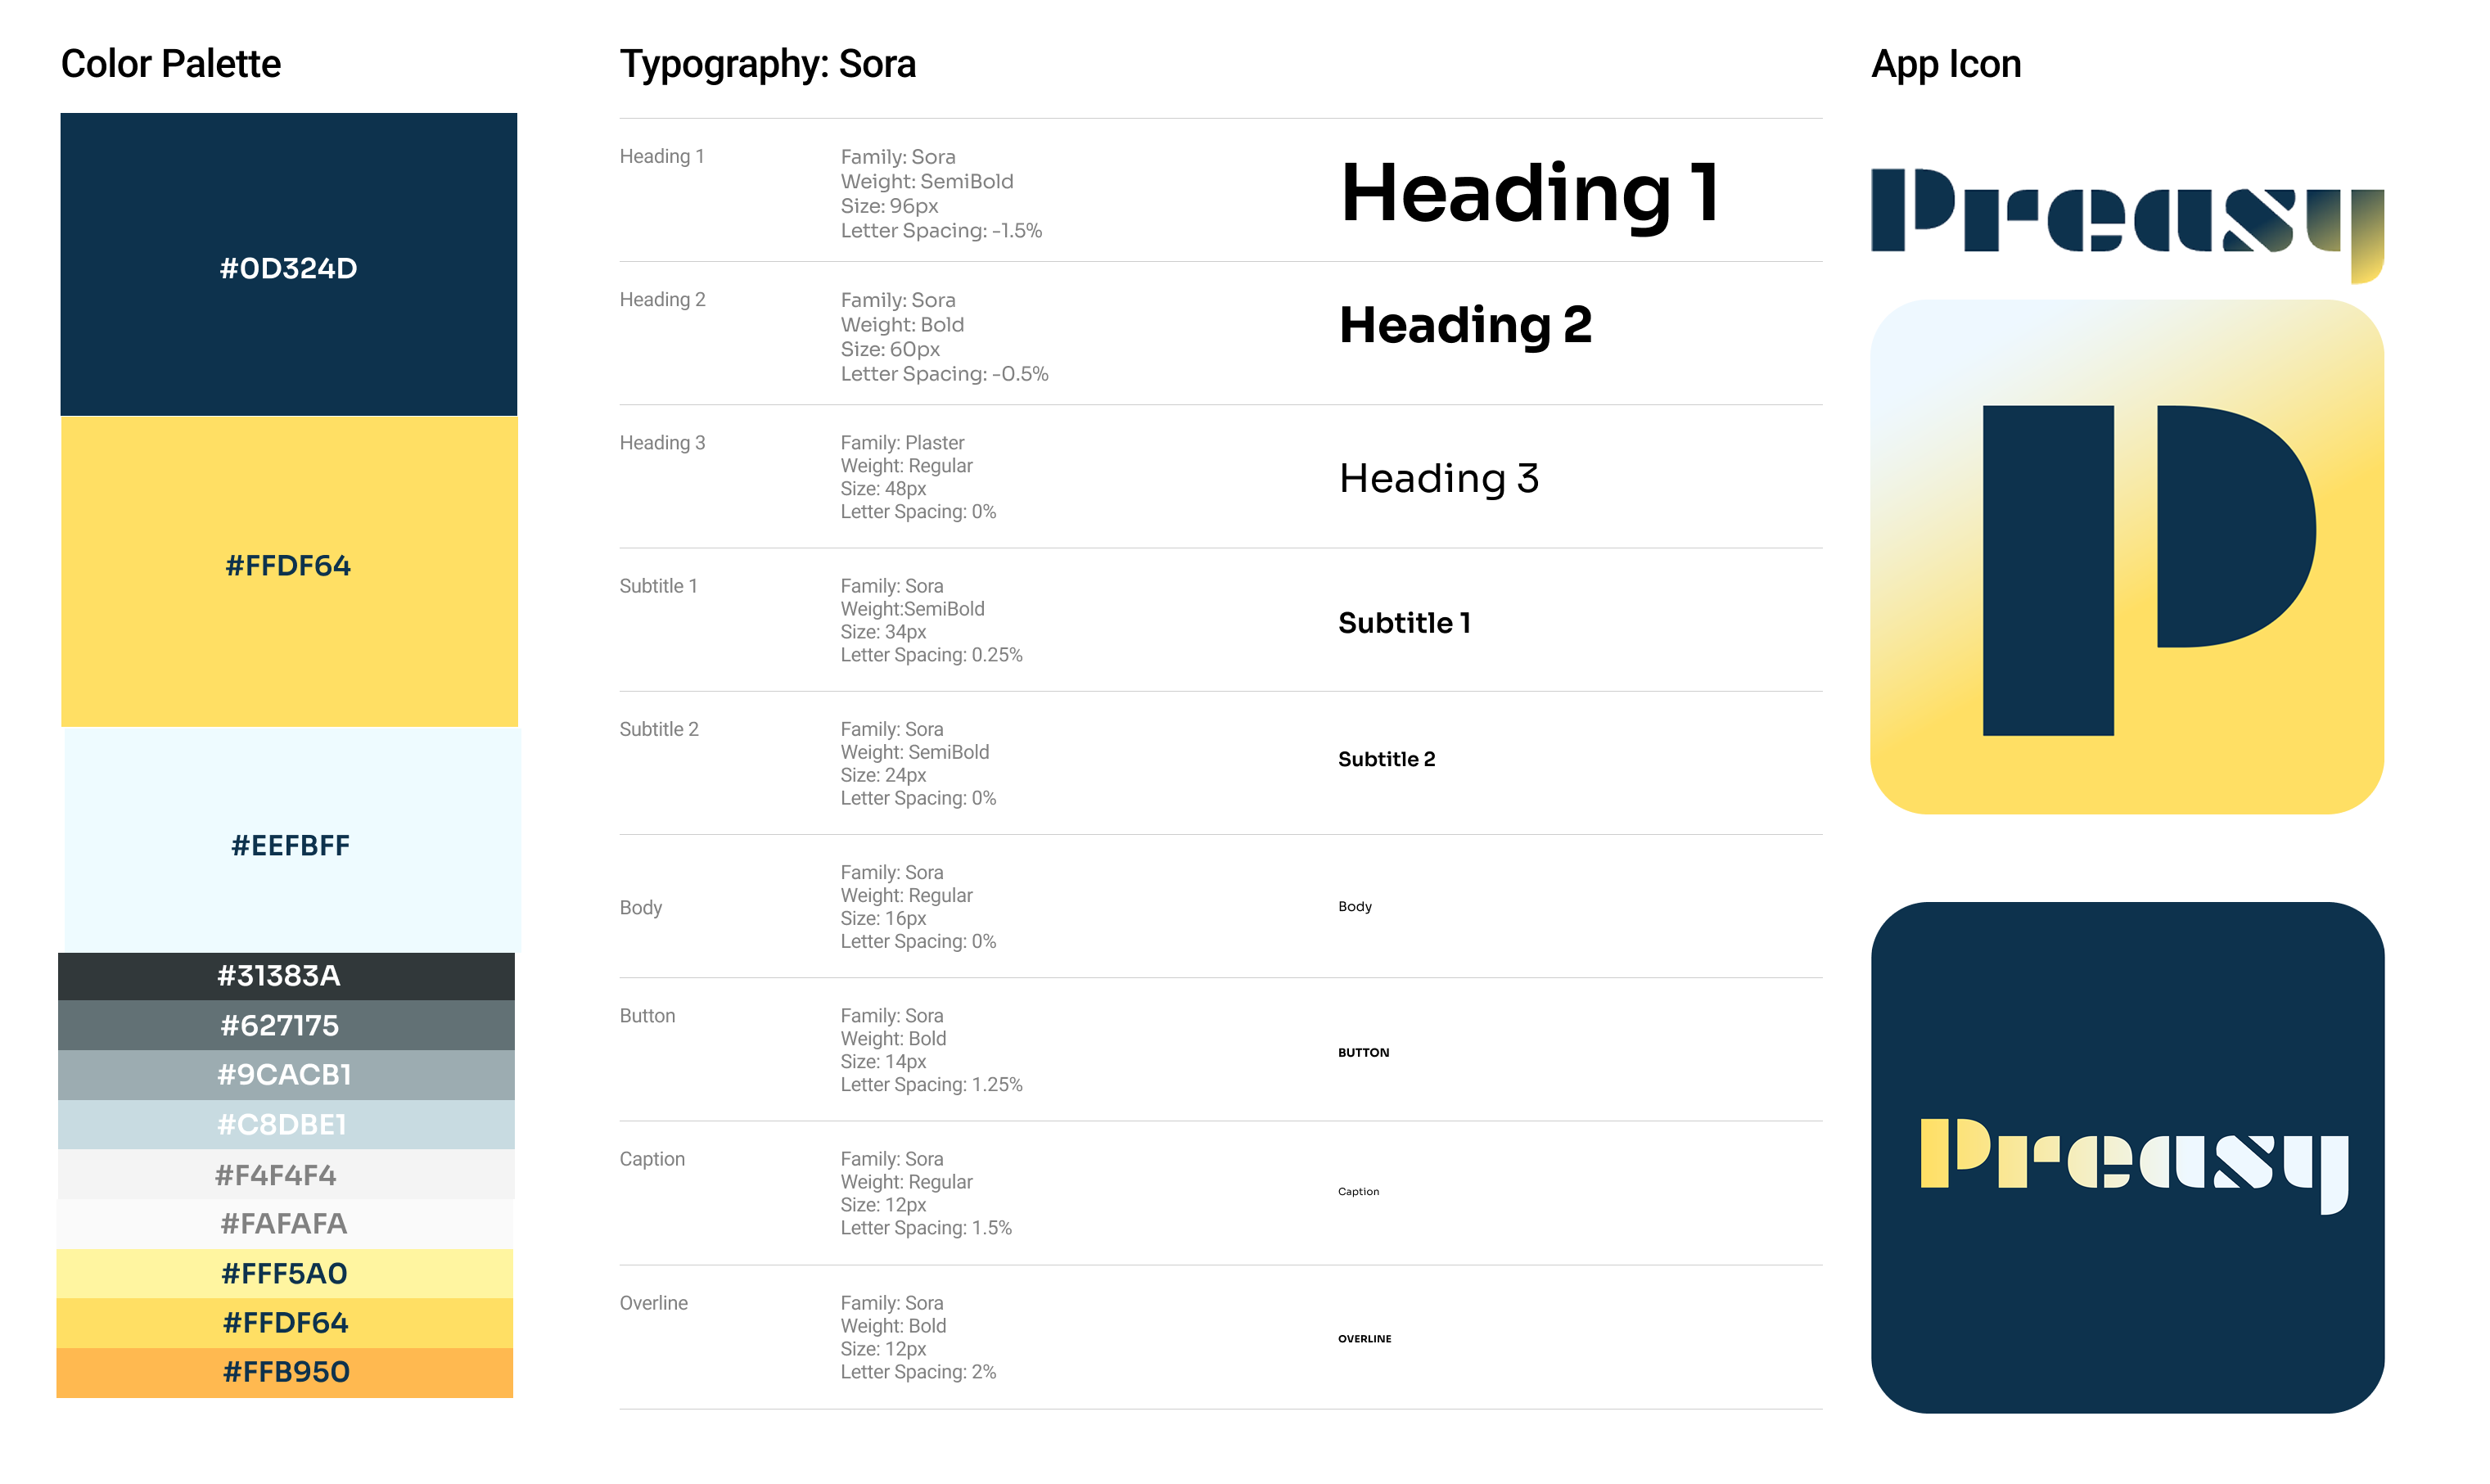 Color Palette
#0D324D
#FFDF64
#EEFBFF
#31383A
#627175
#9CACB1
#C8DBE1
#F4F4F4
#FAFAFA
#FFF5A0
#FFDF64
#FFB950
Typography: Sora
Heading 1
Family: Sora
Weight: SemiBold
Size: 96px
Letter Spacing: -1.5%
Heading 1
Heading 2
Family: Sora
Weight: Bold
Size: 60px
Letter Spacing: -0.5%
Heading 2
Heading 3
Family: Plaster
Weight: Regular
Size: 48px
Letter Spacing: 0%
Heading 3
Subtitle 1
Family: Sora
Weight:SemiBold
Size: 34px
Letter Spacing: 0.25%
Subtitle 1
Subtitle 2
Family: Sora
Weight: SemiBold
Size: 24px
Letter Spacing: 0%
Subtitle 2
Body
Family: Sora
Weight: Regular
Size: 16px
Letter Spacing: 0%
Body
Button
Family: Sora
Weight: Bold
Size: 14px
Letter Spacing: 1.25%
BUTTON
Caption
Family: Sora
Weight: Regular
Size: 12px
Letter Spacing: 1.5%
Caption
Overline
Family: Sora
Weight: Bold
Size: 12px
Letter Spacing: 2%
OVERLINE
App Icon
Preasy
P
Preasy